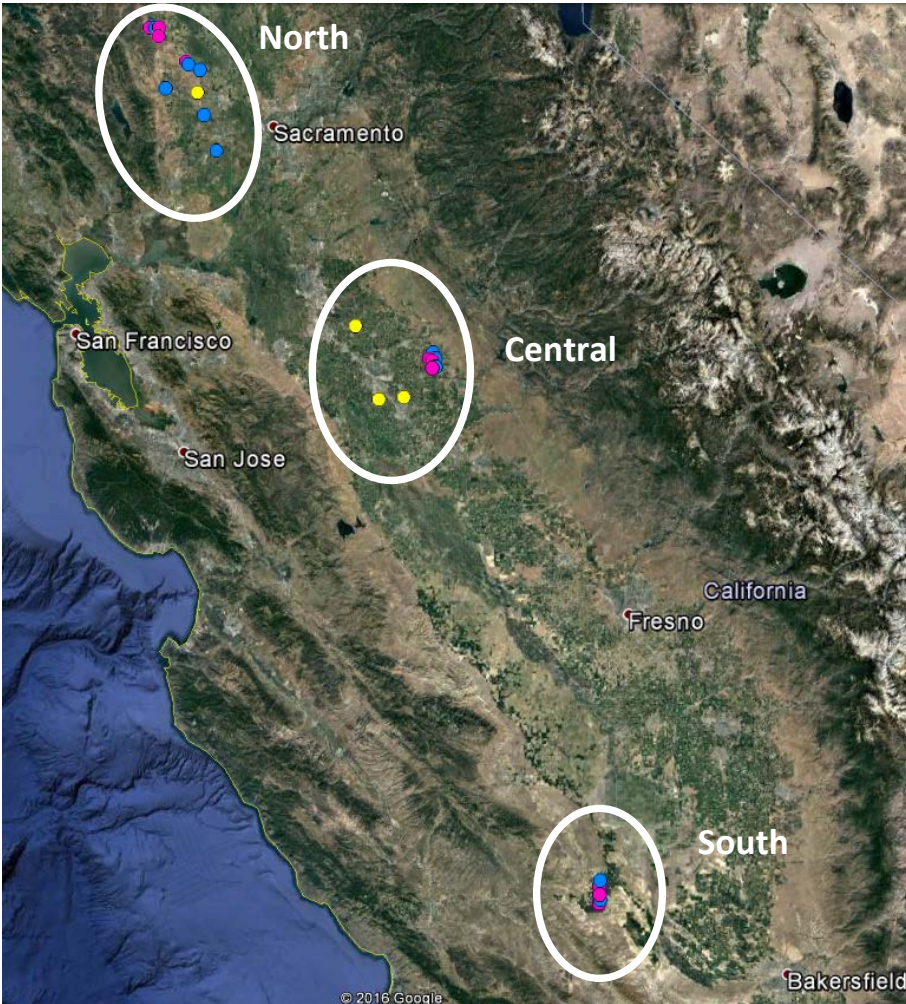 North
Sacramento
San Francisco
Central
San Jose
California
Fresno
South
Bakersfield
© 2016 Google